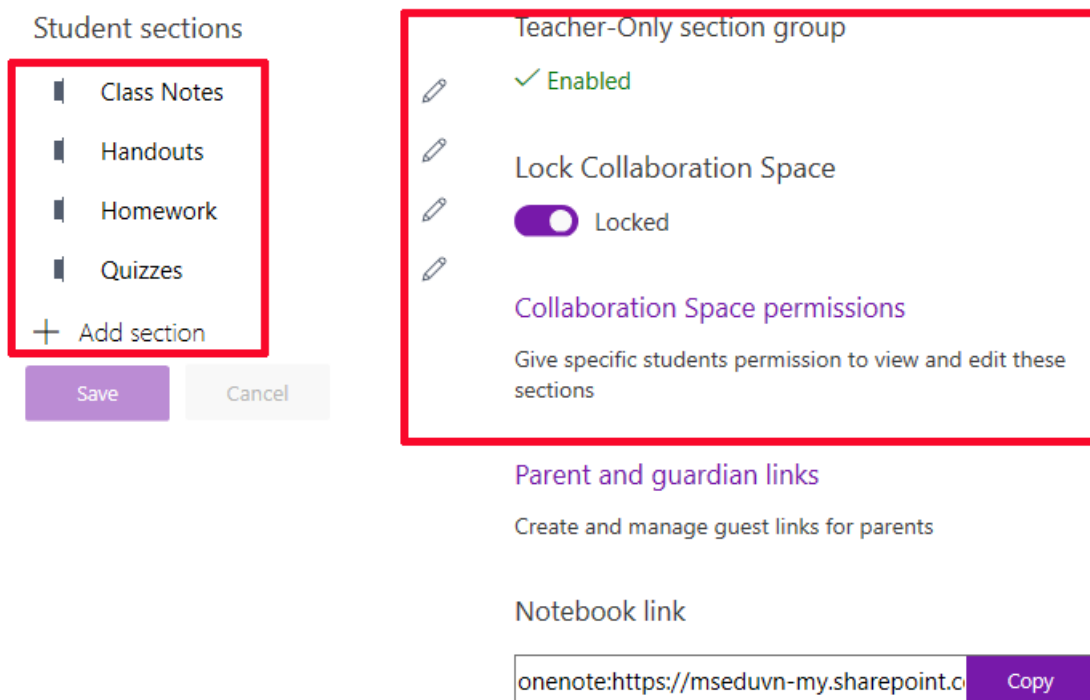 Student sections
Class Notes
Handouts
Homework
Quizzes
Add section
Save
Cancel
Teacher-Only section group
Enabled
Lock Collaboration Space
Locked
Collaboration Space permissions
Give specific students permission to view and edit these
sections
Parent and guardian links
Create and manage guest links for parents
Notebook link
onenote:https://mseduvn-my.sharepoint.c
Copy